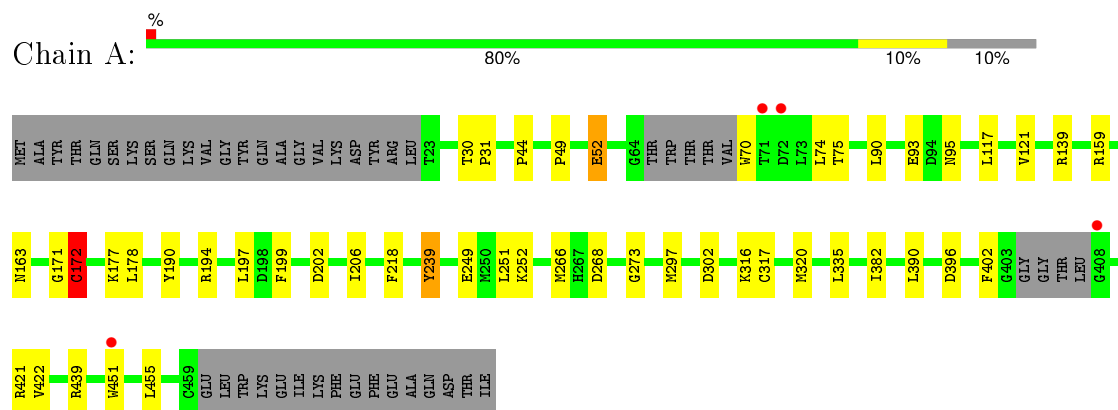 %
Chain A:
80% 10% 10%
MET ALA TYR THR GLN SER LYS SER GLN LYS VAL GLY TYR GLN ALA GLY VAL LYS ASP TYR ARG LEU T23 T30 P31 P44 P49 E52 G64 THR TRP THR THR VAL W70 T71 D72 L73 L74 T75 L90 E93 D94 N95 L117 V121 R139 R159
N163 G171 C172 K177 L178 Y190 R194 L197 D198 F199 D202 I206 F218 Y239 E249 M250 L251 K252 M266 H267 D268 G273 M297 D302 K316 C317 M320 L335 I382 L390 D396 F402 G403 GLY GLY THR LEU G408
R421 V422 R439 W451 L455 C459 GLU LEU TRP LYS GLU ILE LYS PHE GLU PHE GLU ALA GLN ASP THR ILE